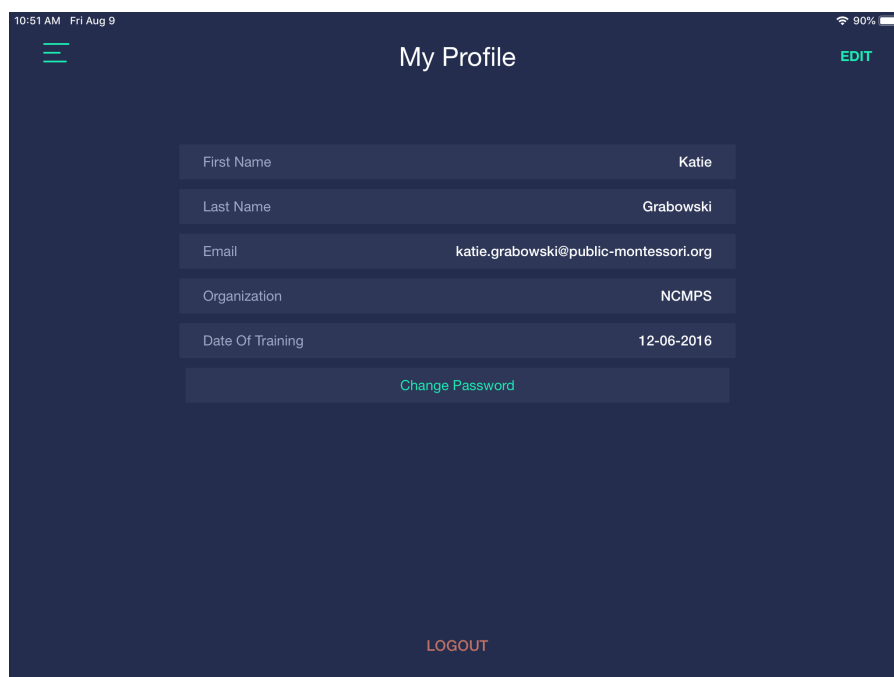 10:51 AM Fri Aug 9 90%
My Profile EDIT
First Name Katie
Last Name Grabowski
Email katie.grabowski@public-montessori.org
Organization NCMPS
Date Of Training 12-06-2016
Change Password
LOGOUT